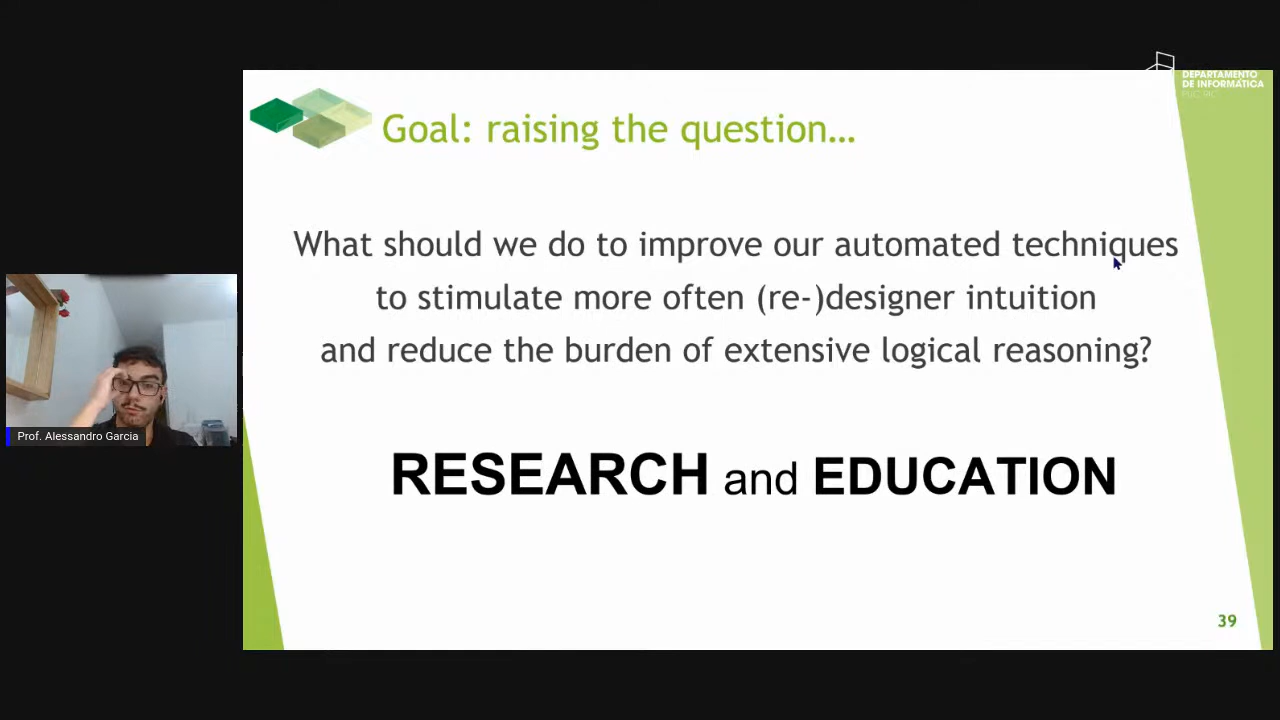 DEPARTAMENTO
DE INFORMÁTICA
PUC-RIO
Goal: raising the question…
What should we do to improve our automated techniques
to stimulate more often (re-)designer intuition
and reduce the burden of extensive logical reasoning?
Prof. Alessandro Garcia
RESEARCH and EDUCATION
39